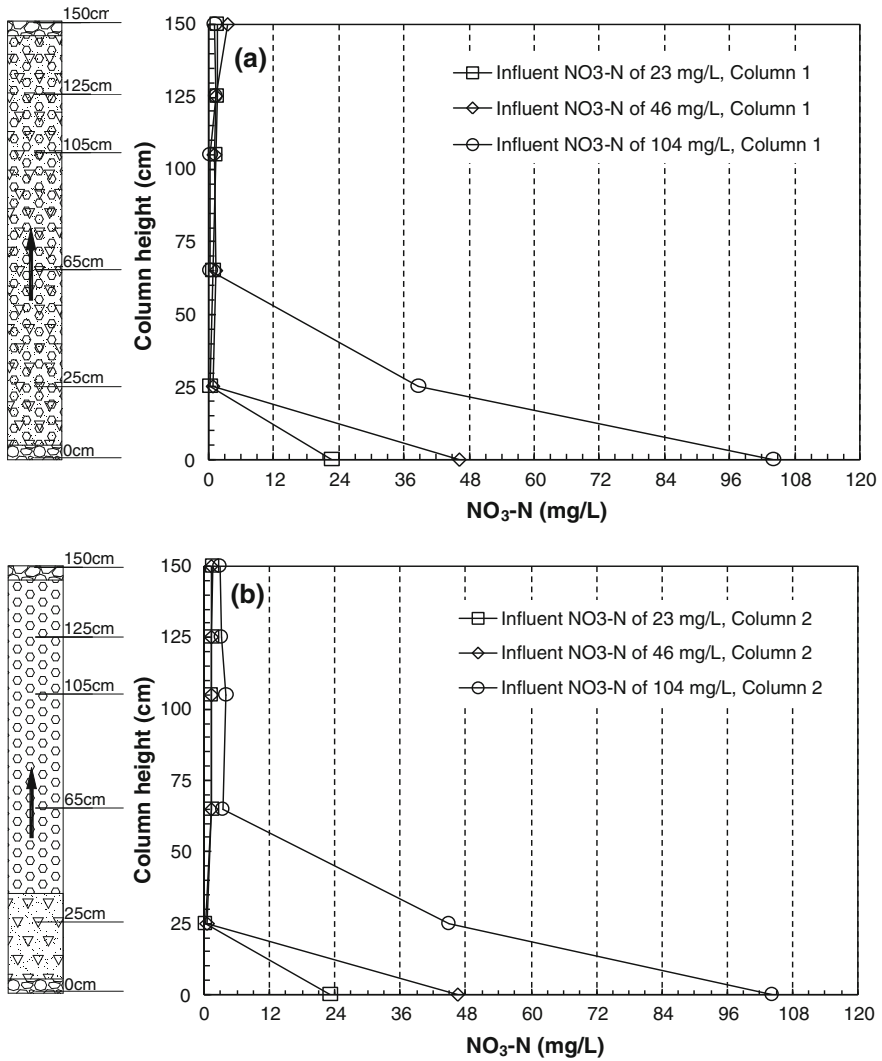 150cm
125cm
105cm
65cm
25cm
0cm
(a)
Column height (cm)
150
125
100
75
50
25
0
Influent NO3-N of 23 mg/L, Column 1
Influent NO3-N of 46 mg/L, Column 1
Influent NO3-N of 104 mg/L, Column 1
0 12 24 36 48 60 72 84 96 108 120
NO3-N (mg/L)
150cm
125cm
105cm
65cm
25cm
0cm
(b)
Column height (cm)
150
125
100
75
50
25
0
Influent NO3-N of 23 mg/L, Column 2
Influent NO3-N of 46 mg/L, Column 2
Influent NO3-N of 104 mg/L, Column 2
0 12 24 36 48 60 72 84 96 108 120
NO3-N (mg/L)